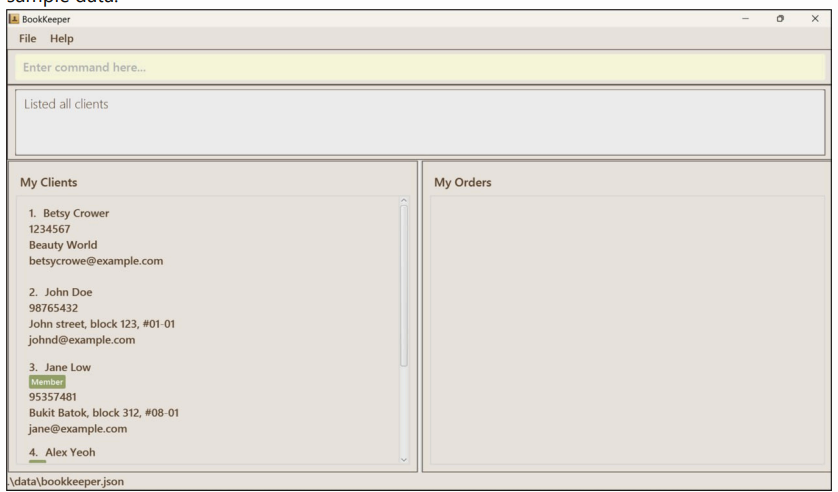 sample data.
BookKeeper
File Help
Enter command here...
Listed all clients
My Clients
1. Betsy Crower
1234567
Beauty World
betsycrowe@example.com
2. John Doe
98765432
John street, block 123, #01-01
johnd@example.com
3. Jane Low
Member
95357481
Bukit Batok, block 312, #08-01
jane@example.com
4. Alex Yeoh
My Orders
.\data\bookkeeper.json